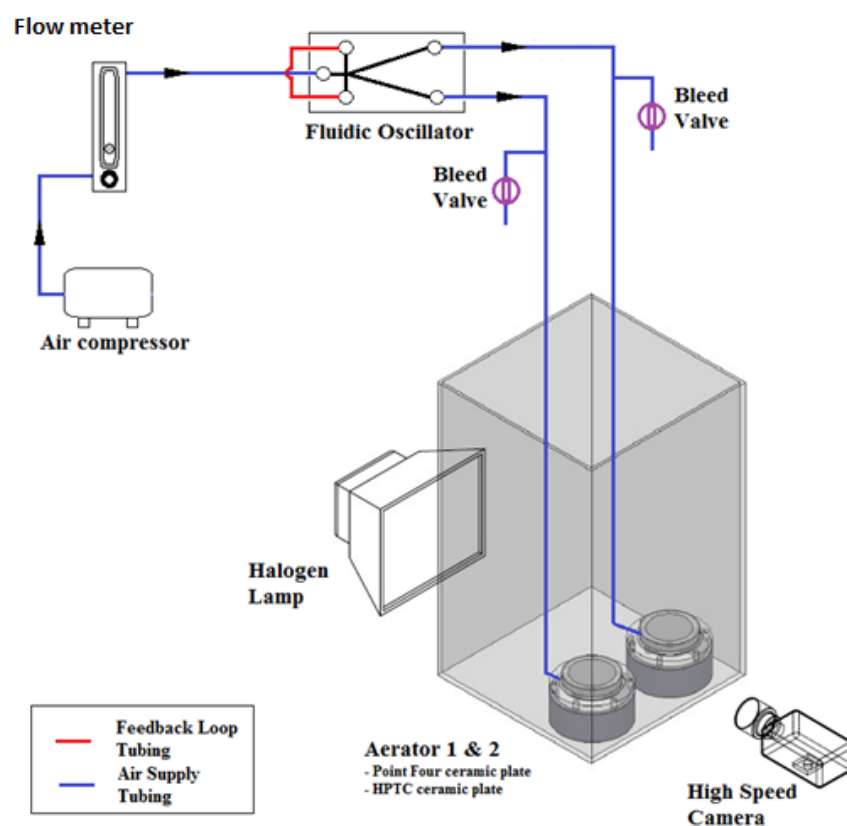 Flow meter
Fluidic Oscillator
Bleed
Valve
Bleed
Valve
Air compressor
Halogen
Lamp
Feedback Loop
Tubing
Air Supply
Tubing
Aerator 1 & 2
- Point Four ceramic plate
- HPTC ceramic plate
High Speed
Camera